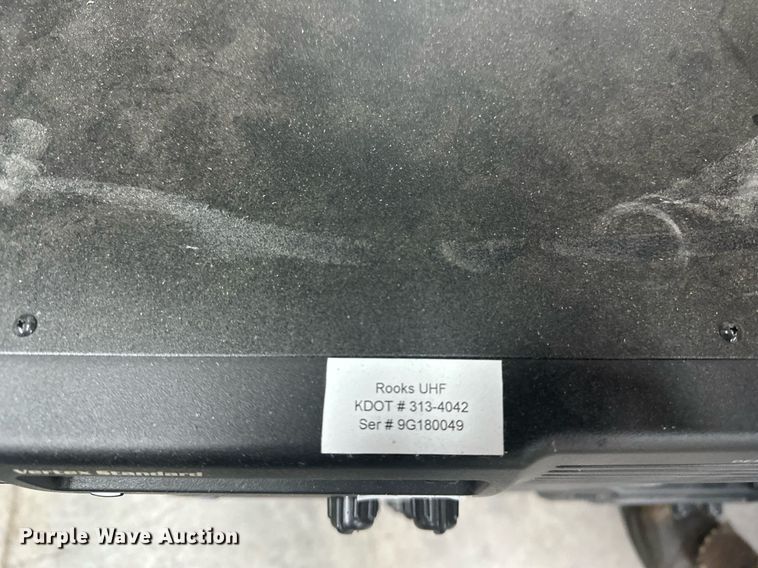 Rooks UHF
KDOT # 313-4042
Ser # 9G180049
Vertex Standard
Purple Wave Auction